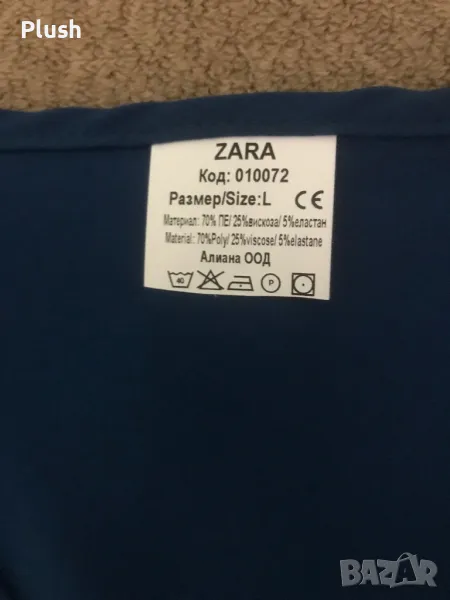 Plush
ZARA
Код: 010072
Размер/Size:L CE
Материал: 70% ПЕ/ 25%вискоза/ 5%еластан
Material: 70%Poly/ 25%viscose/ 5%elastane
Алиана ООД
40 P
BAZAR